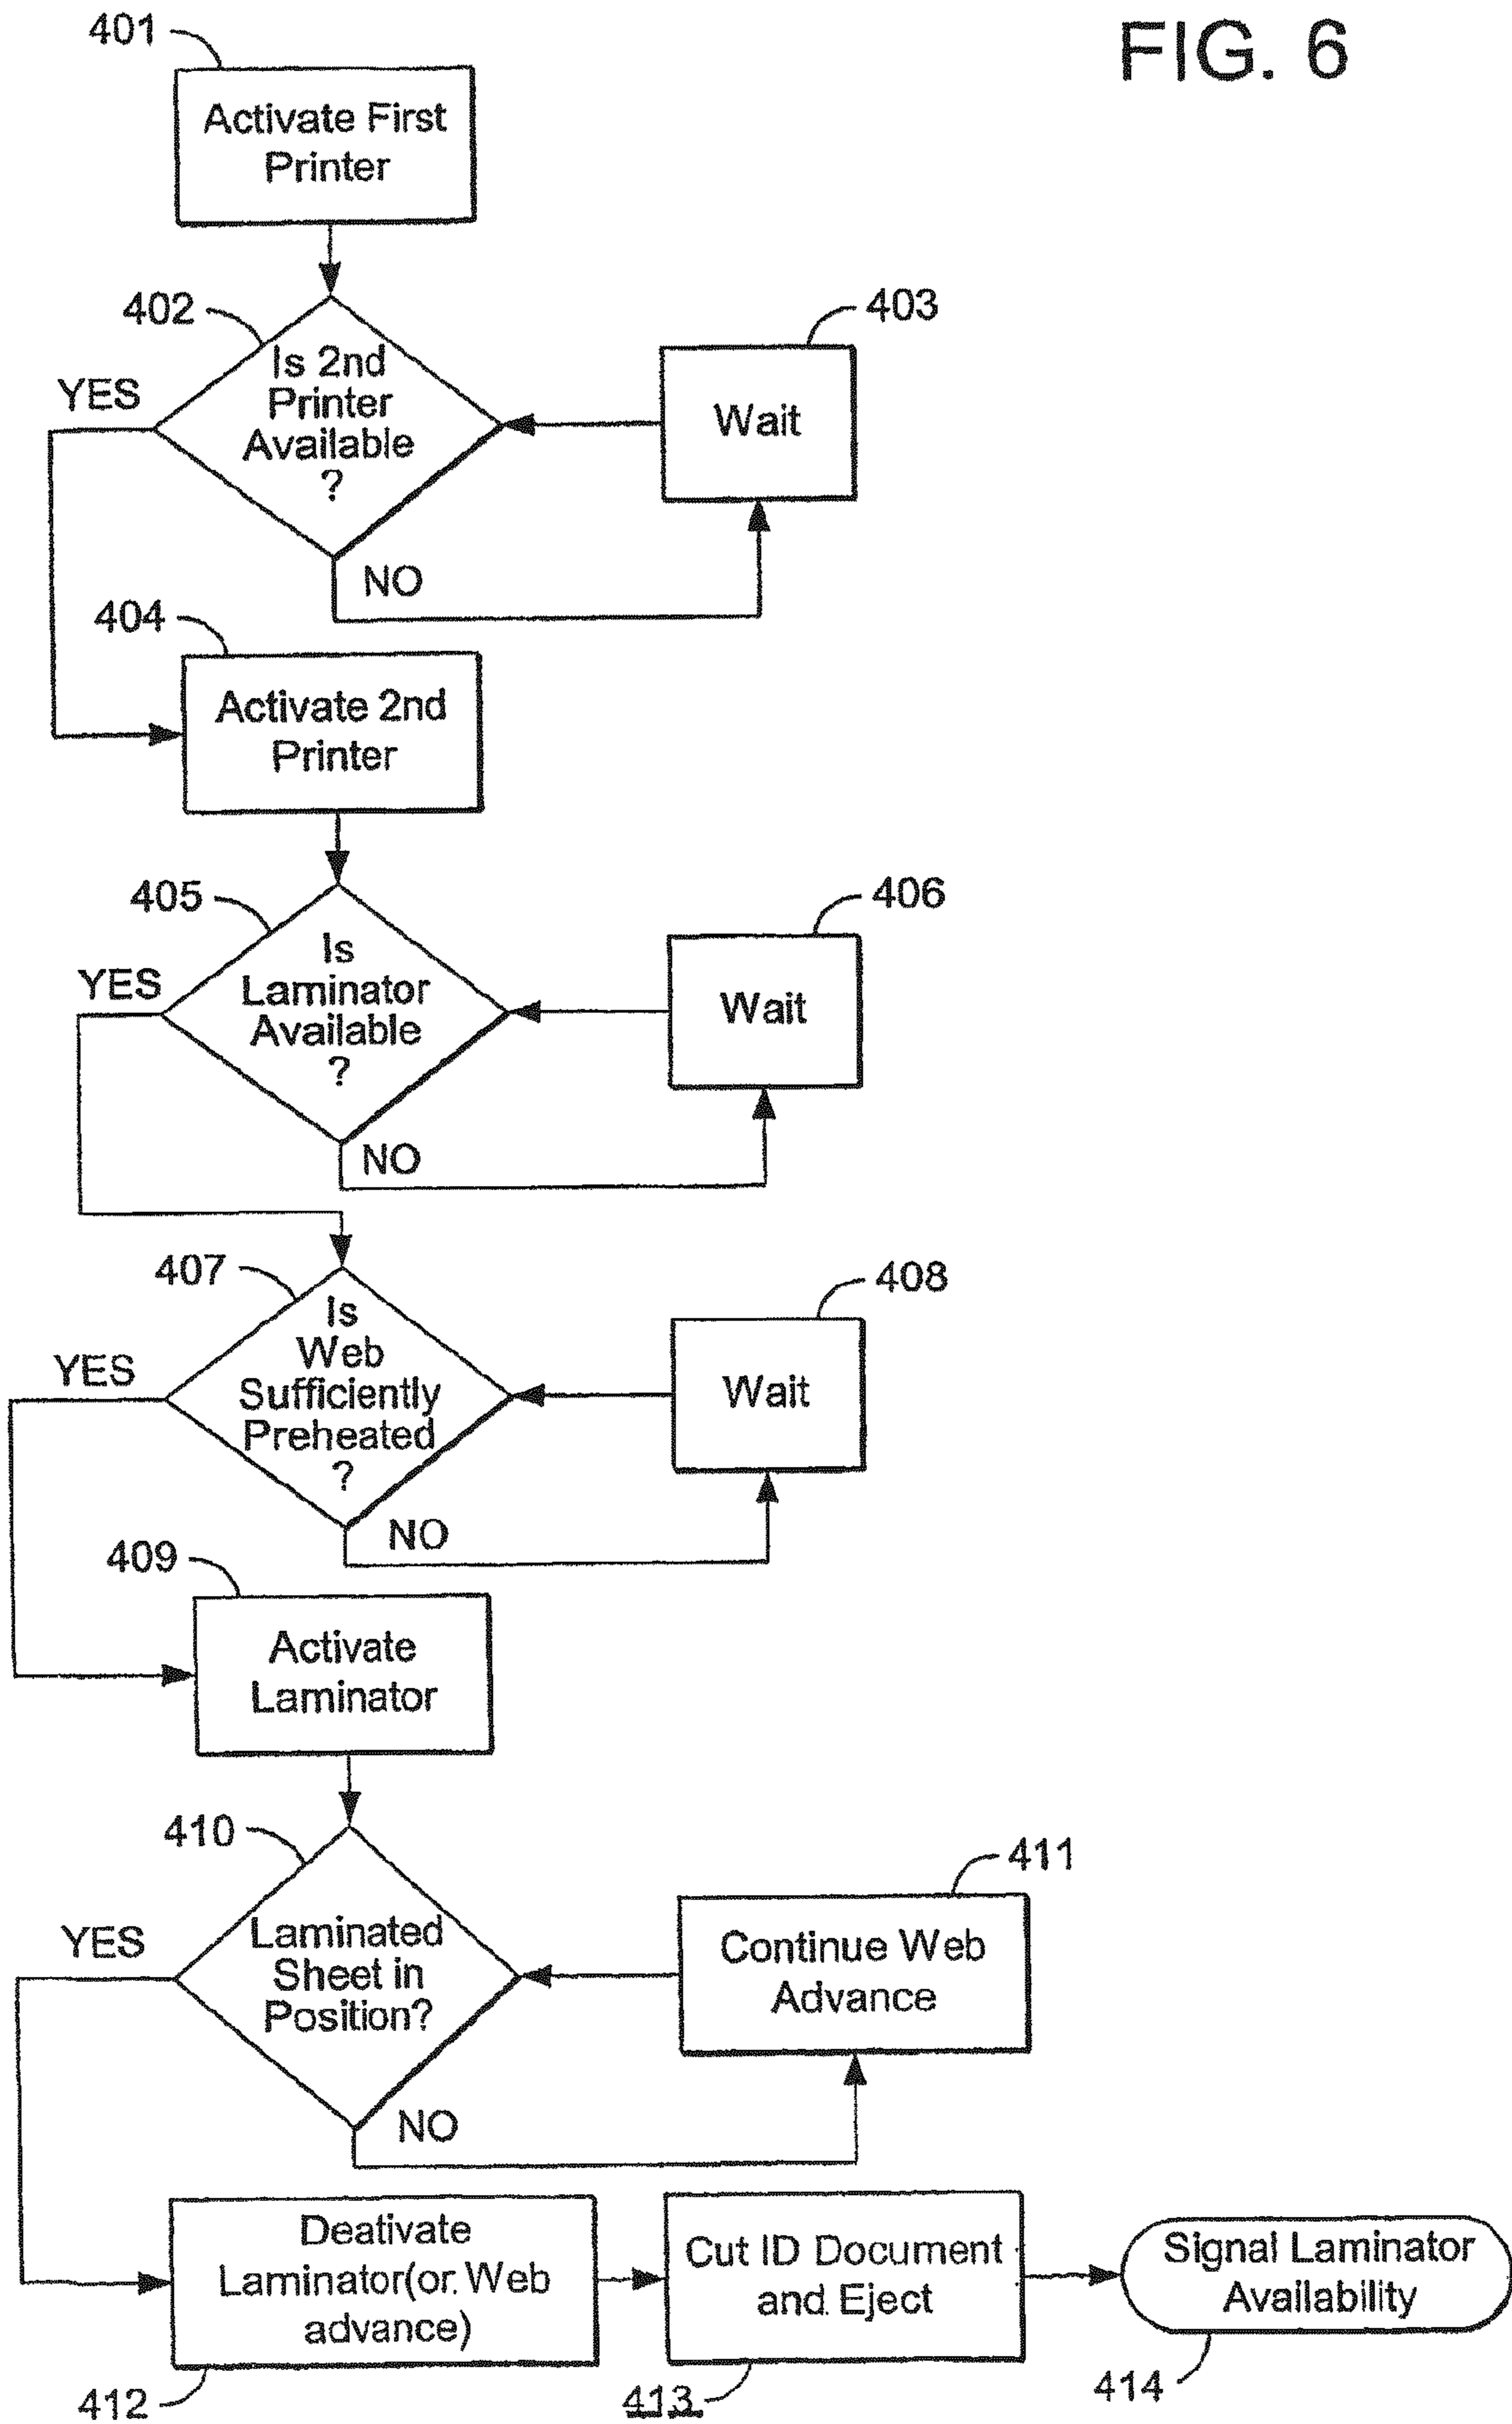 FIG. 6
401
Activate First
Printer
402
Is 2nd
Printer
Available
?
YES
NO
403
Wait
404
Activate 2nd
Printer
405
Is
Laminator
Available
?
YES
NO
406
Wait
407
Is
Web
Sufficiently
Preheated
?
YES
NO
408
Wait
409
Activate
Laminator
410
Laminated
Sheet in
Position?
YES
NO
411
Continue Web
Advance
Deativate
Laminator(or. Web
advance)
412
Cut ID Document
and. Eject
413
Signal Laminator
Availability
414